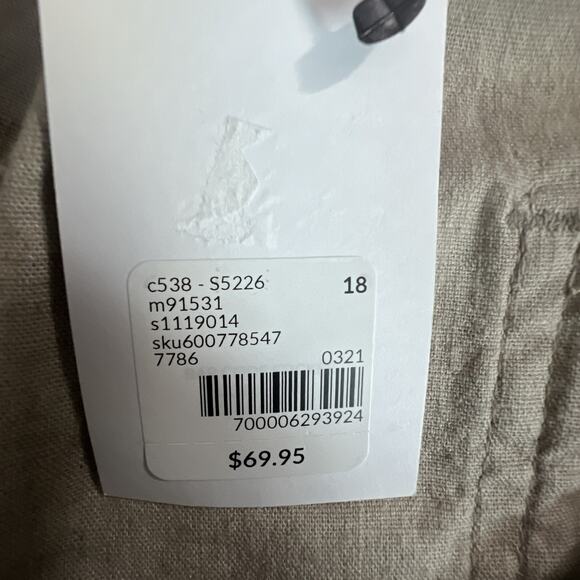 c538 - S5226 18
m91531
s1119014
sku600778547
7786 0321
700006293924
$69.95